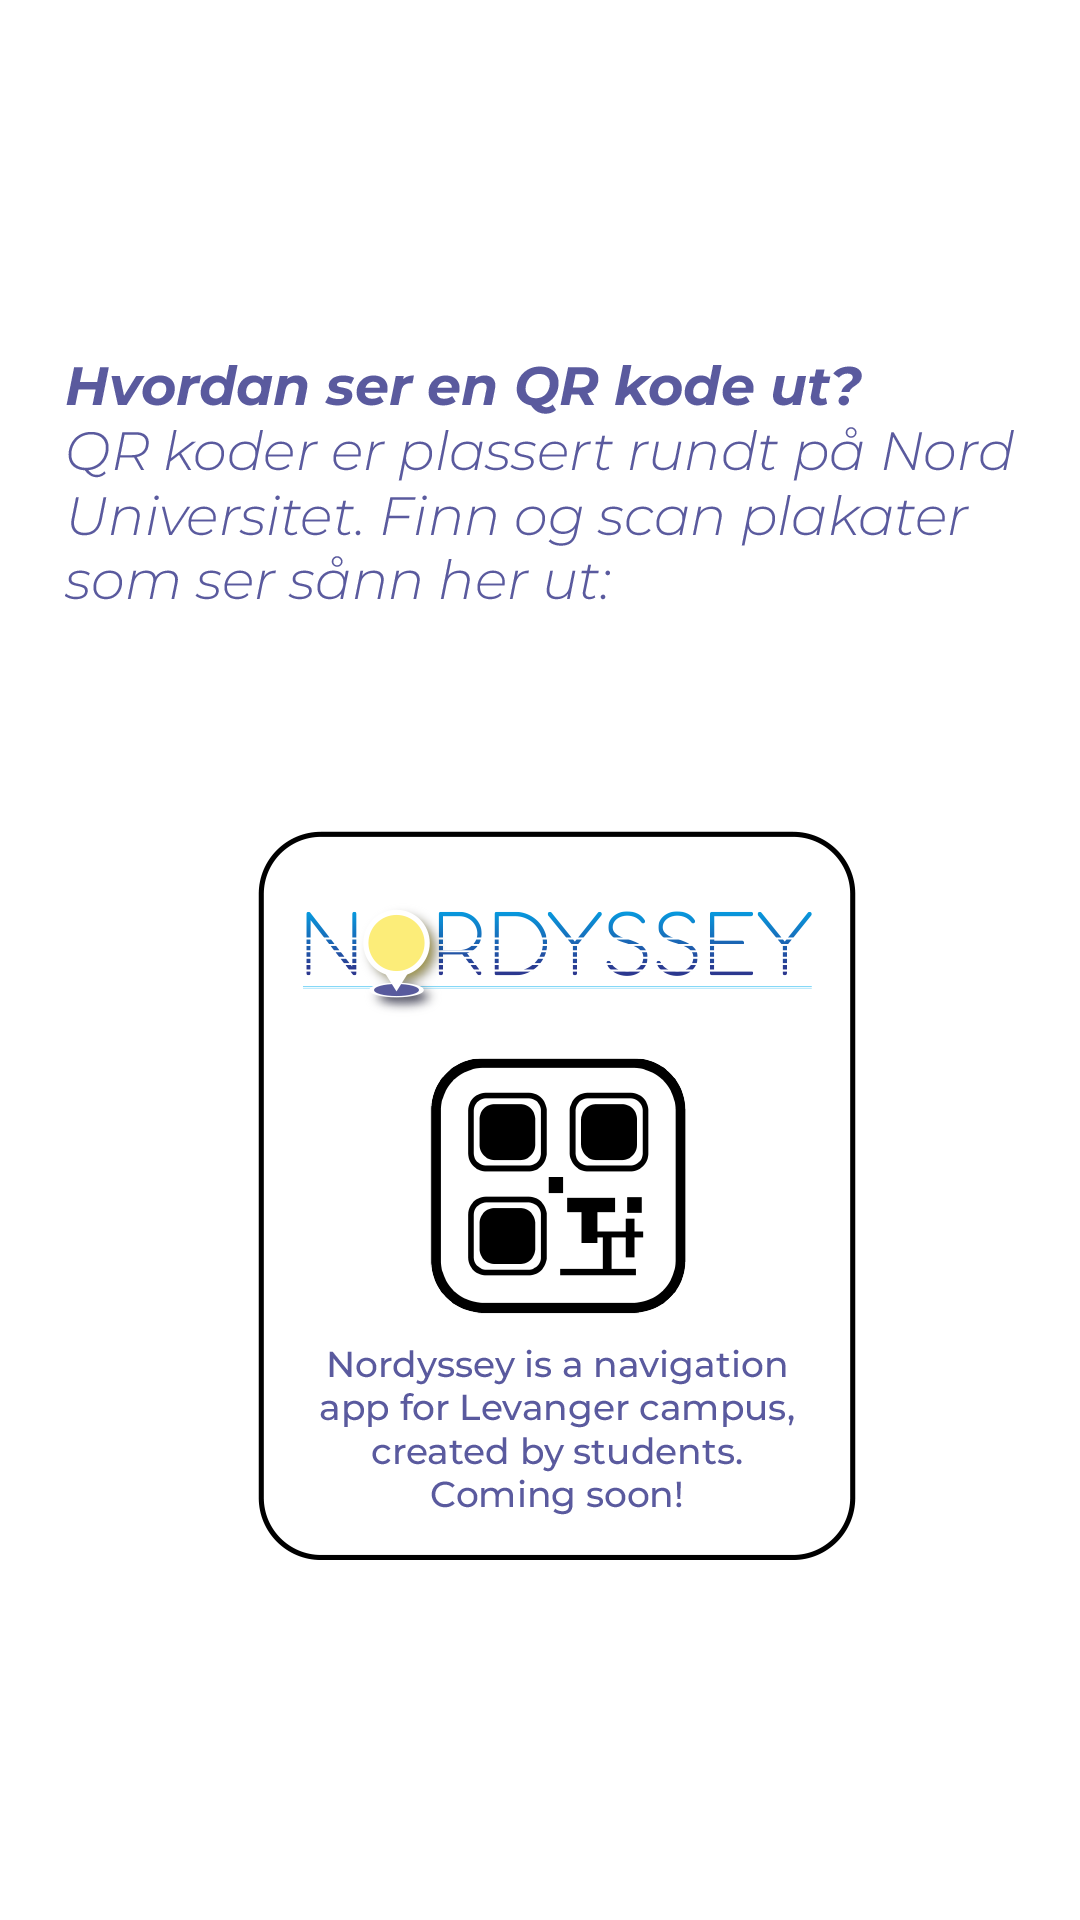 Hvordan ser en QR kode ut?
QR koder er plassert rundt på Nord
Universitet. Finn og scan plakater
som ser sånn her ut:
NORDYSSEY
Nordyssey is a navigation
app for Levanger campus,
created by students.
Coming soon!